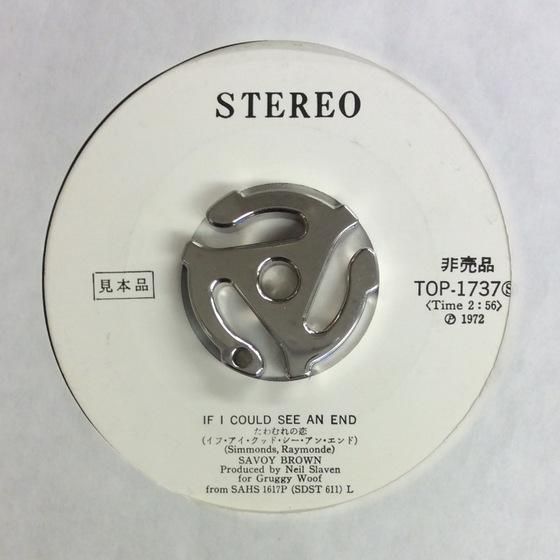 STEREO
見本品
非売品
TOP-1737Ⓢ
〈Time 2:56〉
Ⓟ 1972
IF I COULD SEE AN END
たわむれの恋
(イフ・アイ・クッド・シー・アン・エンド)
(Simmonds, Raymonde)
SAVOY BROWN
Produced by Neil Slaven
for Gruggy Woof
from SAHS 1617P (SDST 611) L